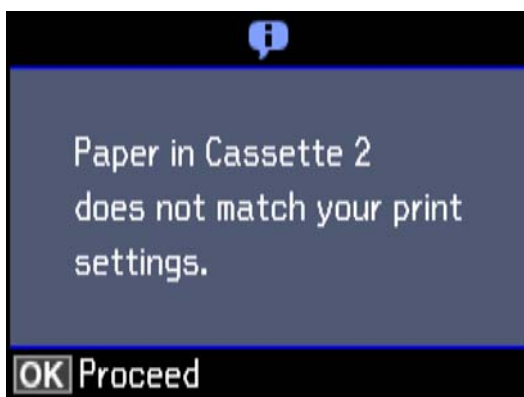 Paper in Cassette 2
does not match your print
settings.
OK Proceed